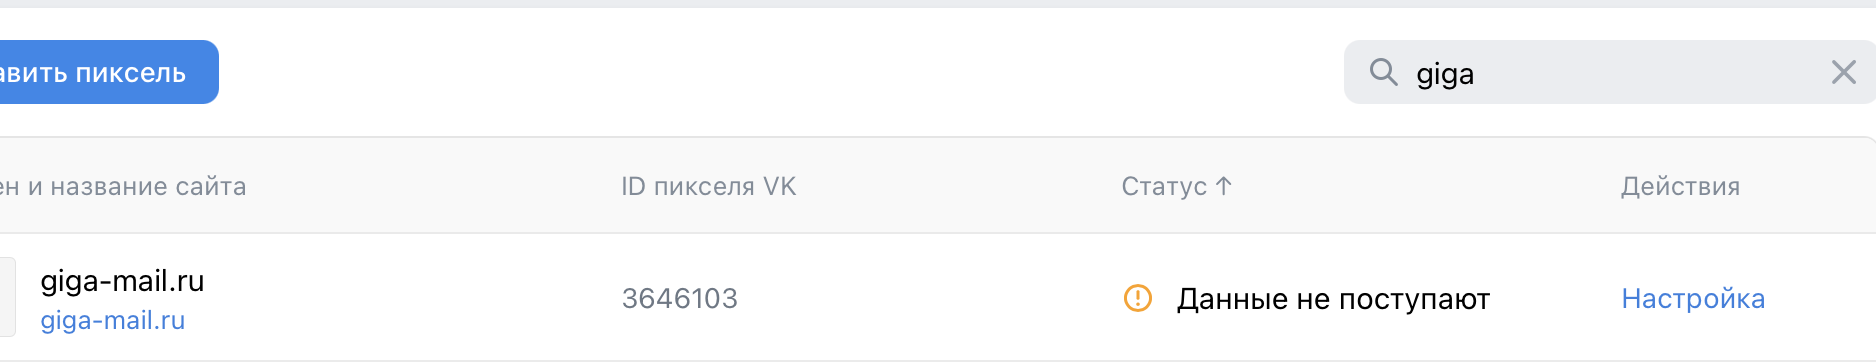 авить пиксель
giga
ен и название сайта
ID пикселя VK
Статус ↑
Действия
giga-mail.ru
giga-mail.ru
3646103
Данные не поступают
Настройка